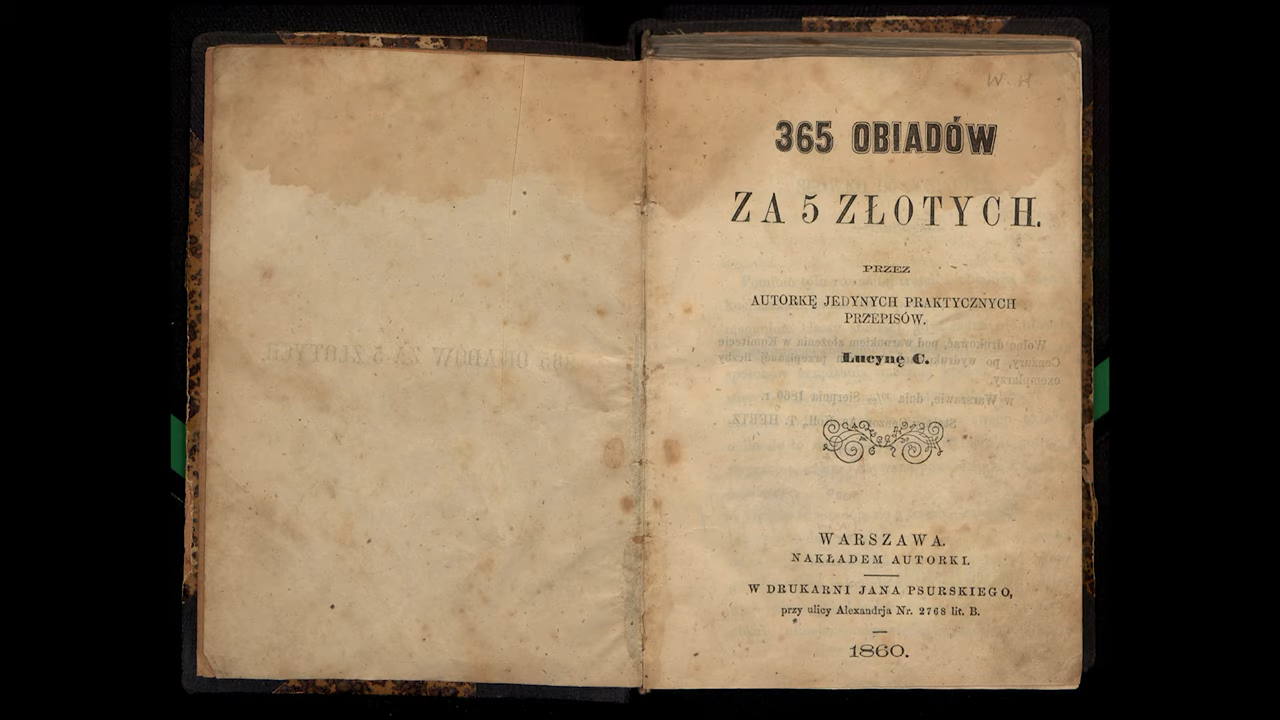 W. H
365 OBIADÓW
ZA 5 ZŁOTYCH.
PRZEZ
AUTORKĘ JEDYNYCH PRAKTYCZNYCH
PRZEPISÓW.
Lucynę C.
WARSZAWA.
NAKŁADEM AUTORKI.
W DRUKARNI JANA PSURSKIEGO,
przy ulicy Alexandrja Nr. 2768 lit. B.
1860.